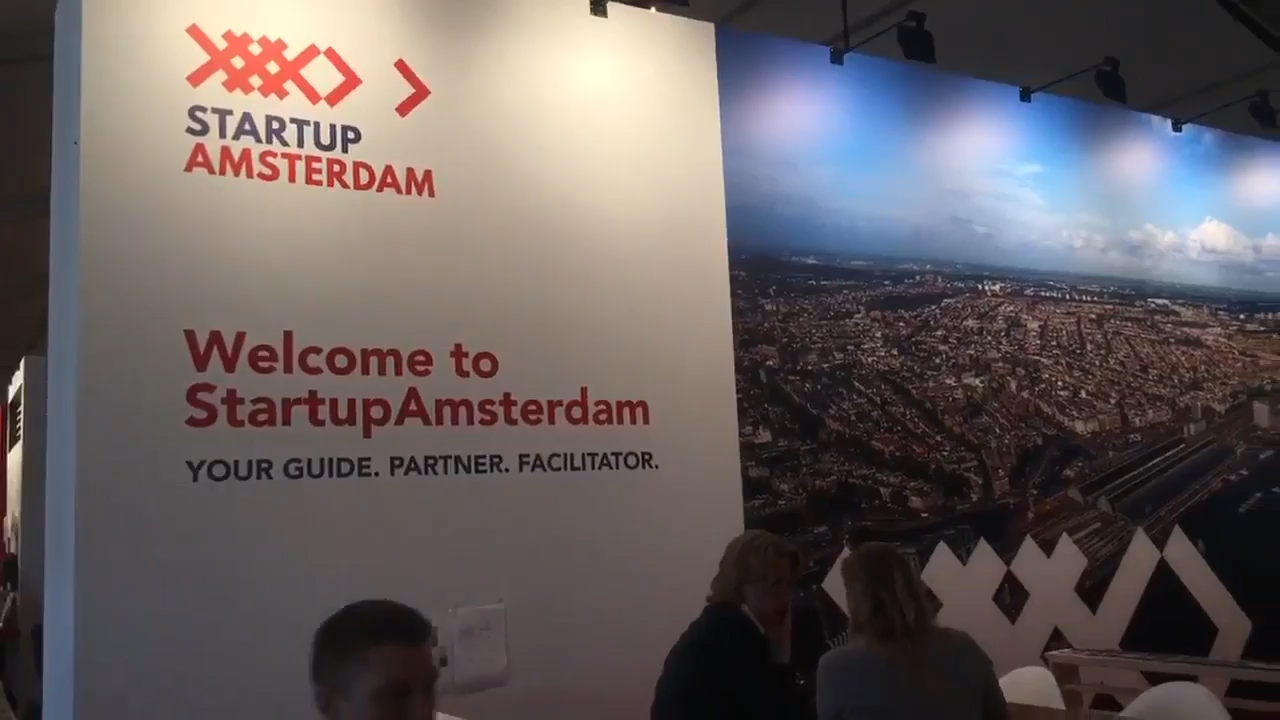 STARTUP
AMSTERDAM
Welcome to
StartupAmsterdam
YOUR GUIDE. PARTNER. FACILITATOR.